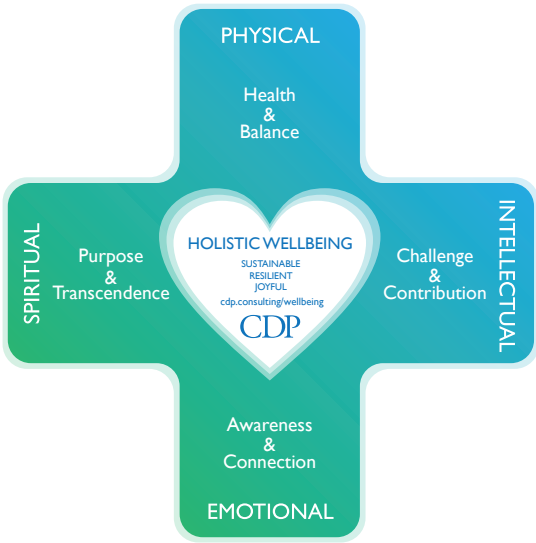 PHYSICAL
Health
&
Balance
SPIRITUAL
Purpose
&
Transcendence
HOLISTIC WELLBEING
SUSTAINABLE
RESILIENT
JOYFUL
cdp.consulting/wellbeing
CDP
Challenge
&
Contribution
INTELLECTUAL
Awareness
&
Connection
EMOTIONAL